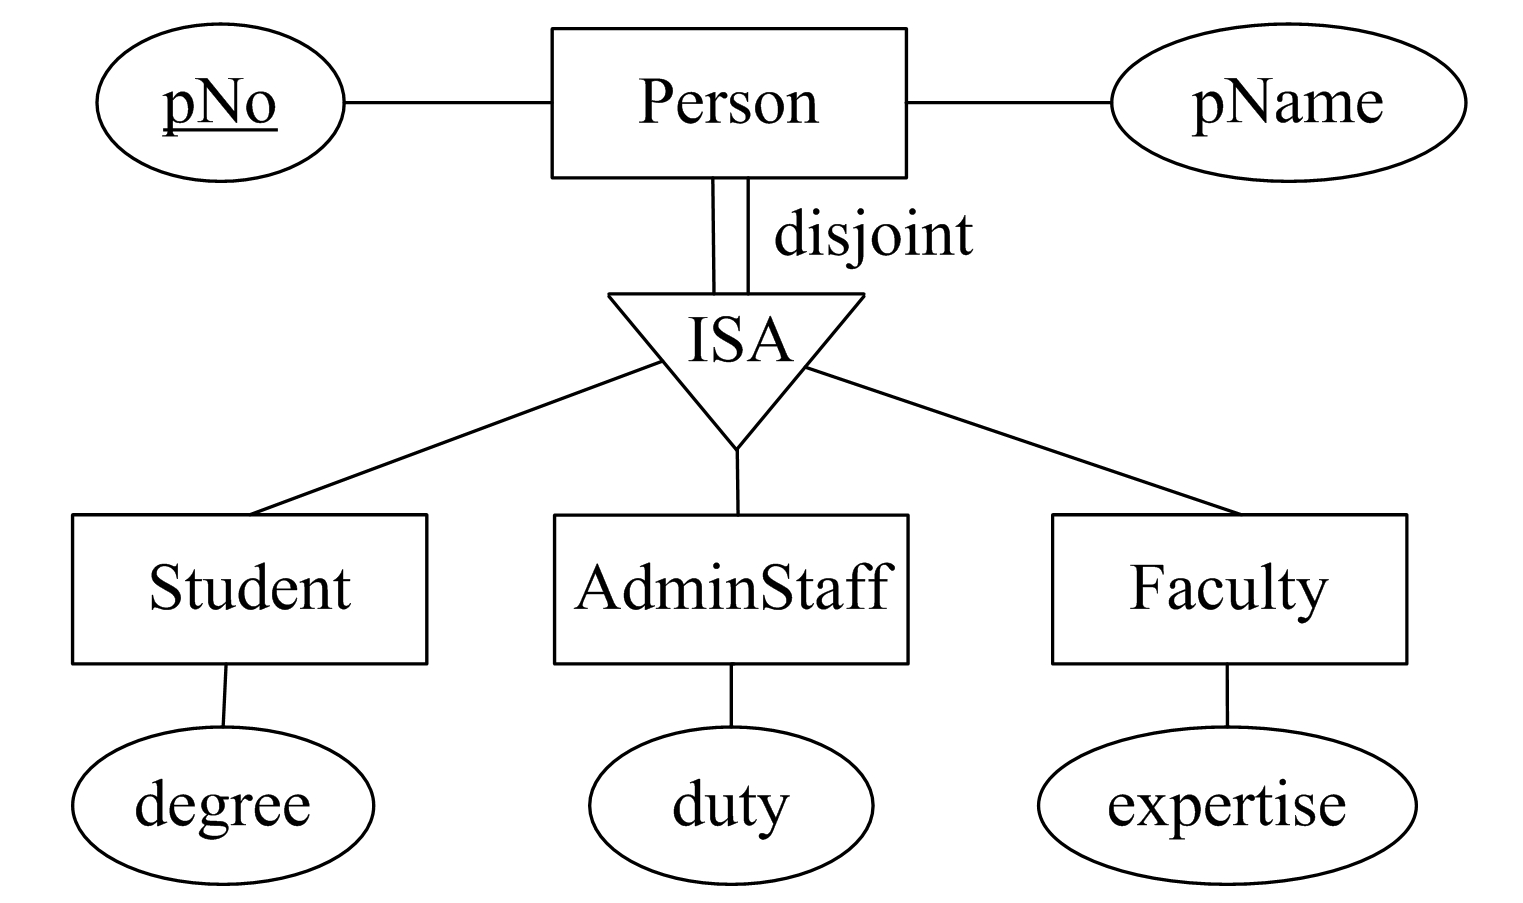 pNo
Person
pName
disjoint
ISA
Student
AdminStaff
Faculty
degree
duty
expertise